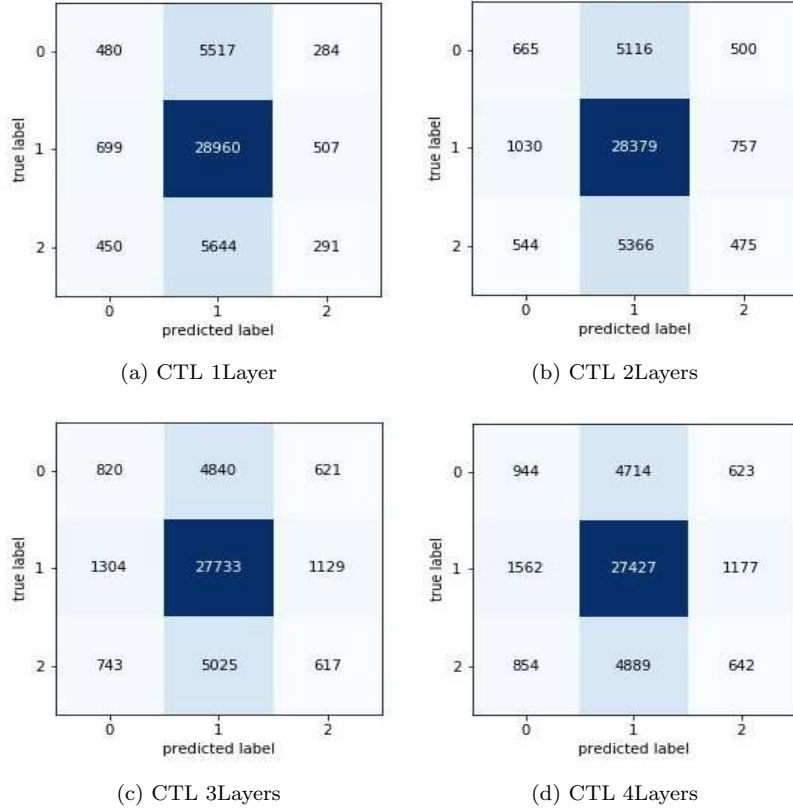 0 480 5517 284
true label 1 699 28960 507
2 450 5644 291
0 1 2
predicted label
(a) CTL 1Layer
0 665 5116 500
true label 1 1030 28379 757
2 544 5366 475
0 1 2
predicted label
(b) CTL 2Layers
0 820 4840 621
true label 1 1304 27733 1129
2 743 5025 617
0 1 2
predicted label
(c) CTL 3Layers
0 944 4714 623
true label 1 1562 27427 1177
2 854 4889 642
0 1 2
predicted label
(d) CTL 4Layers